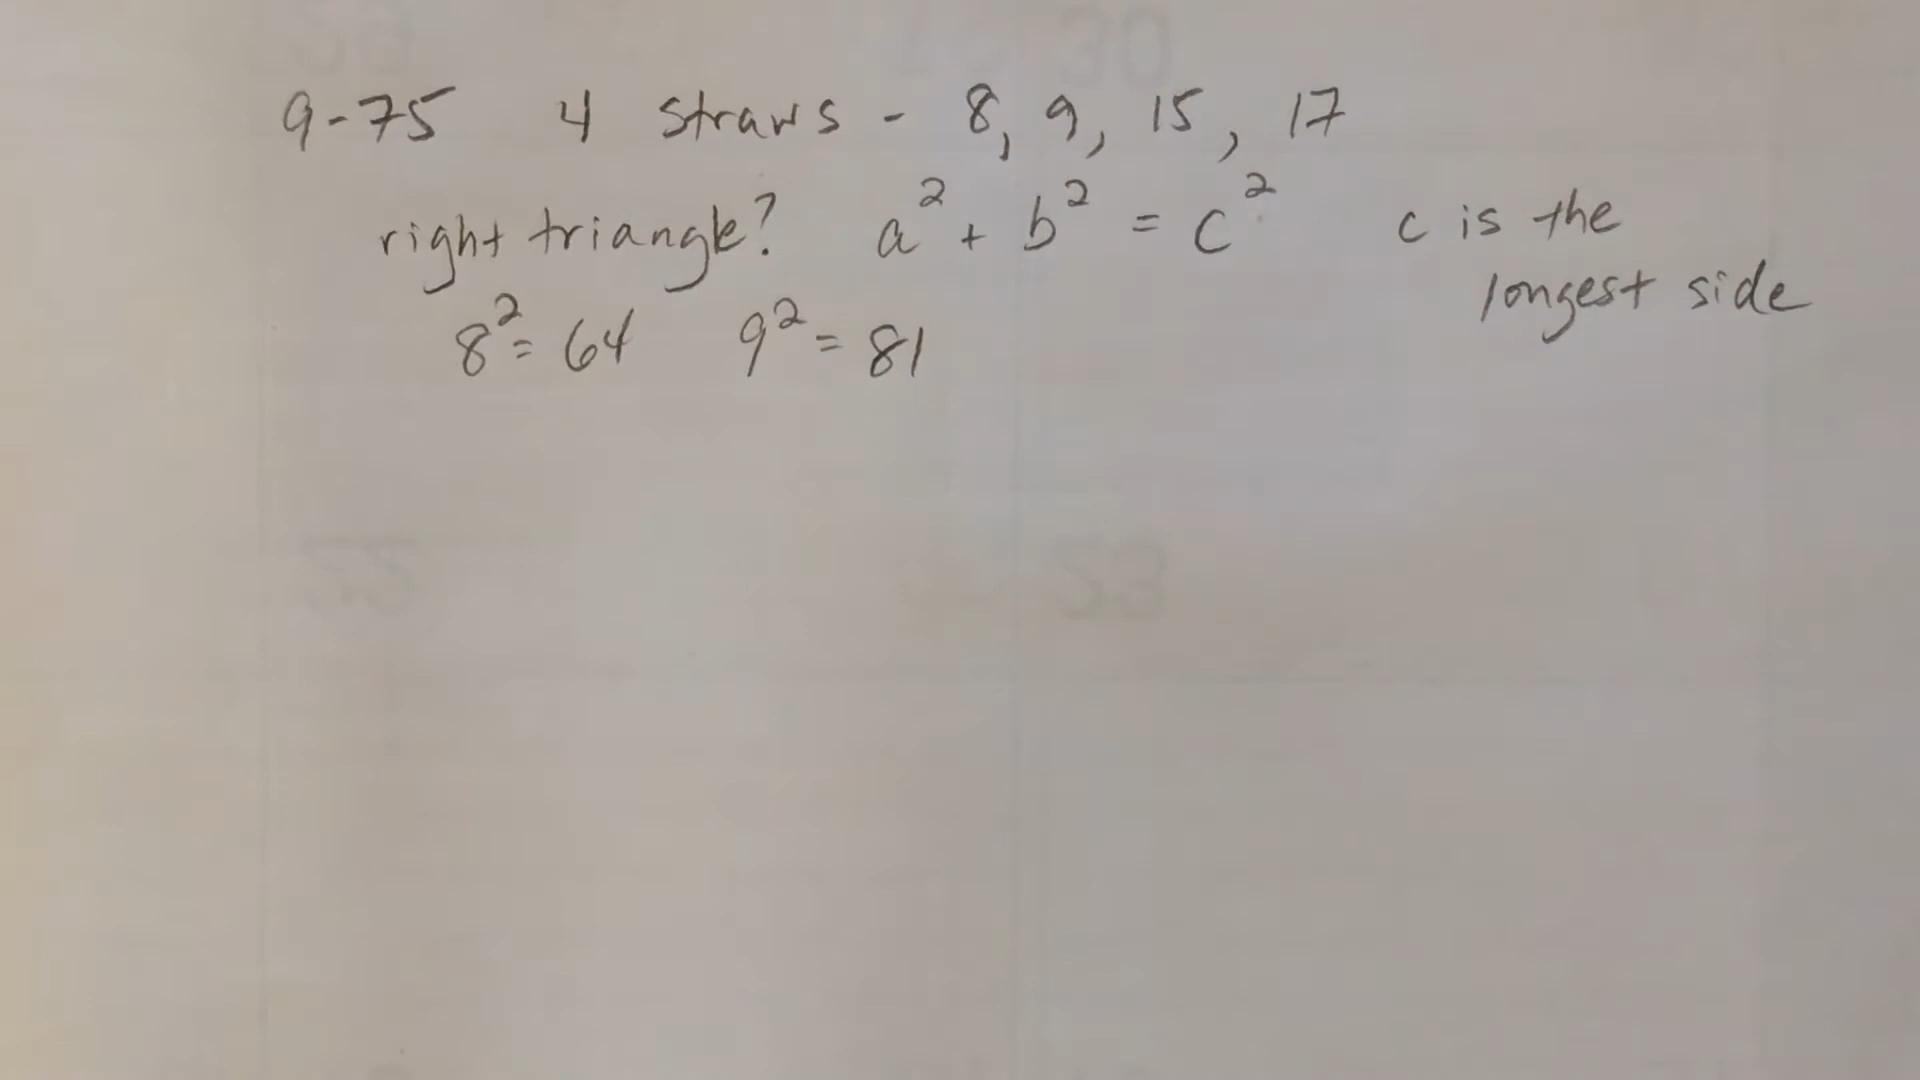 9-75 4 straws - 8, 9, 15, 17
right triangle? a² + b² = c² c is the
longest side
8² = 64 9² = 81